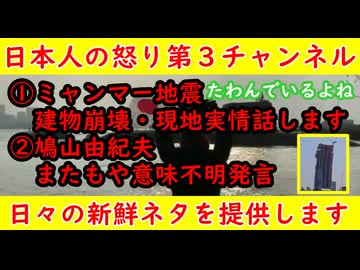 日本人の怒り第３チャンネル
①ミャンマー地震
たわんでいるよね
建物崩壊・現地実情話します
②鳩山由紀夫
またもや意味不明発言
日々の新鮮ネタを提供します